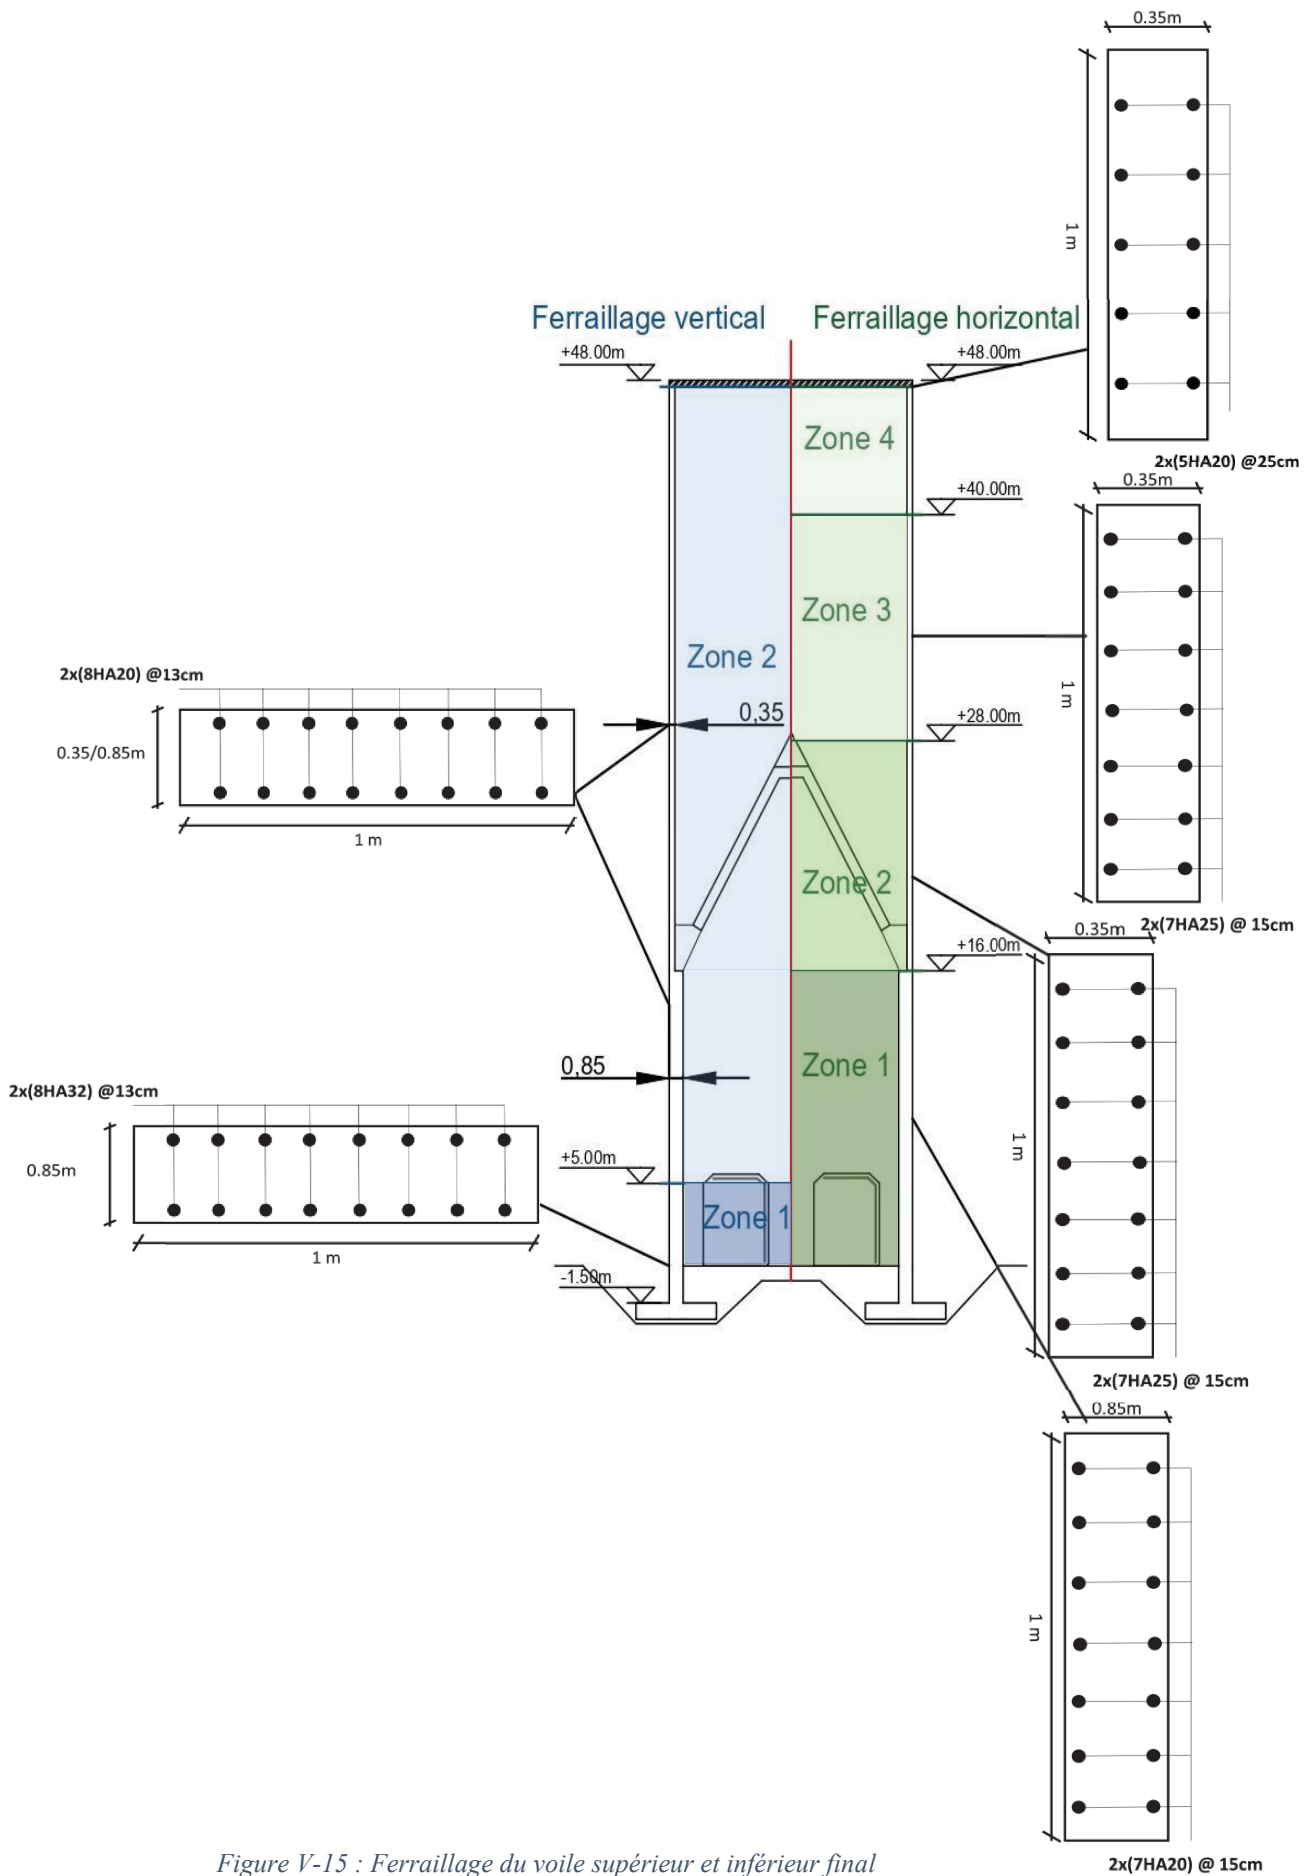 0.35m
1 m
2x(5HA20) @25cm
Ferraillage vertical
Ferraillage horizontal
+48.00m
+48.00m
Zone 4
0.35m
+40.00m
1 m
2x(7HA25) @ 15cm
Zone 3
Zone 2
2x(8HA20) @13cm
0.35/0.85m
1 m
0,35
+28.00m
Zone 2
0.35m
+16.00m
1 m
2x(7HA25) @ 15cm
0,85
Zone 1
2x(8HA32) @13cm
0.85m
1 m
+5.00m
Zone 1
-1.50m
0.85m
1 m
2x(7HA20) @ 15cm
Figure V-15 : Ferraillage du voile supérieur et inférieur final